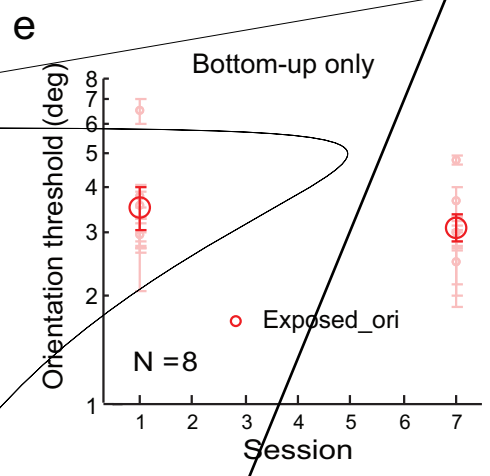 e
Bottom-up only
Orientation threshold (deg)
8
7
6
5
4
3
2
1
Exposed_ori
N =8
1 2 3 4 5 6 7
Session